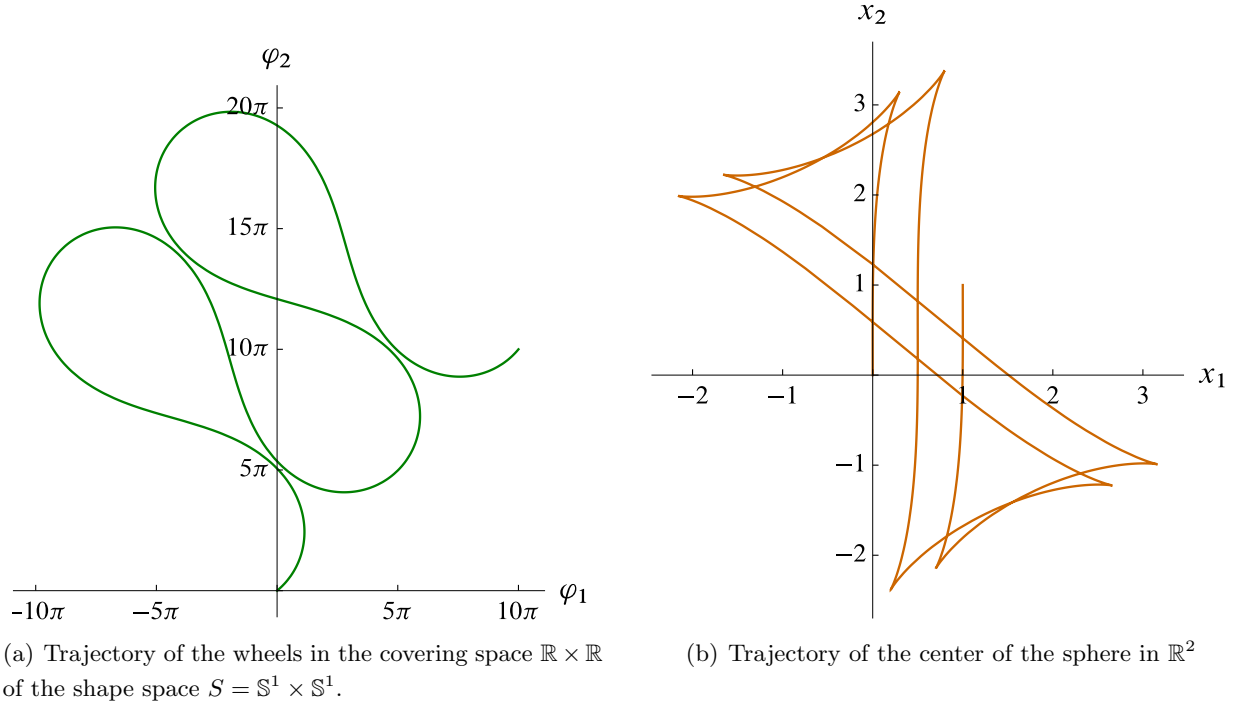 φ₂
20π
15π
10π
5π
-10π
−5π
5π
10π
φ₁
(a) Trajectory of the wheels in the covering space ℝ × ℝ
of the shape space S = 𝕊¹ × 𝕊¹.
x₂
3
2
1
−2
−1
1
2
3
x₁
−1
−2
(b) Trajectory of the center of the sphere in ℝ²